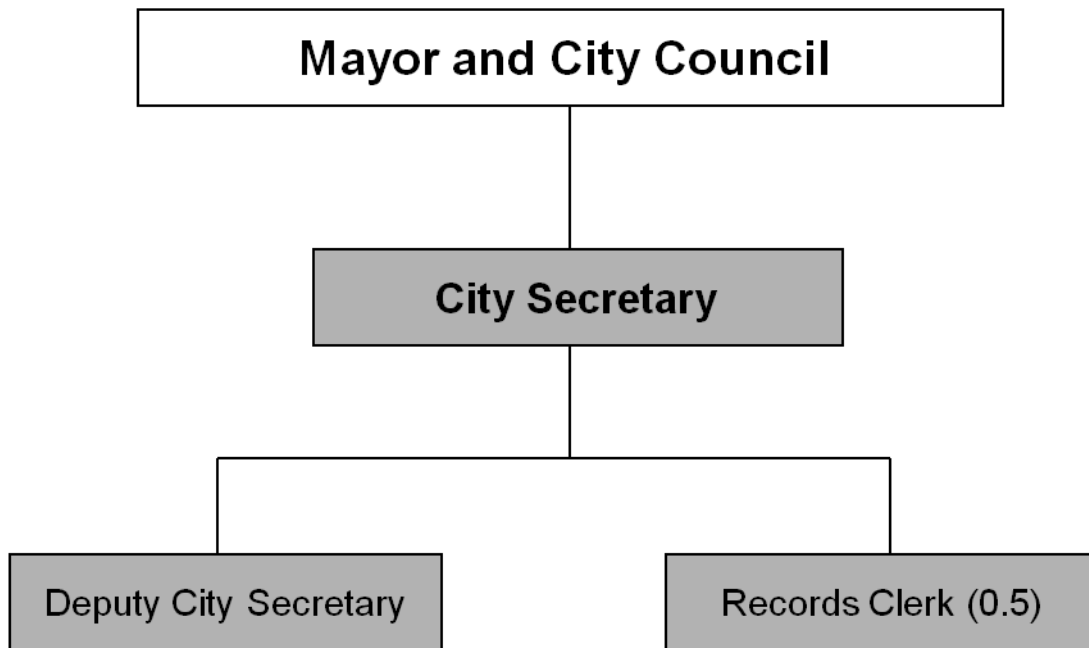 Mayor and City Council
City Secretary
Deputy City Secretary
Records Clerk (0.5)